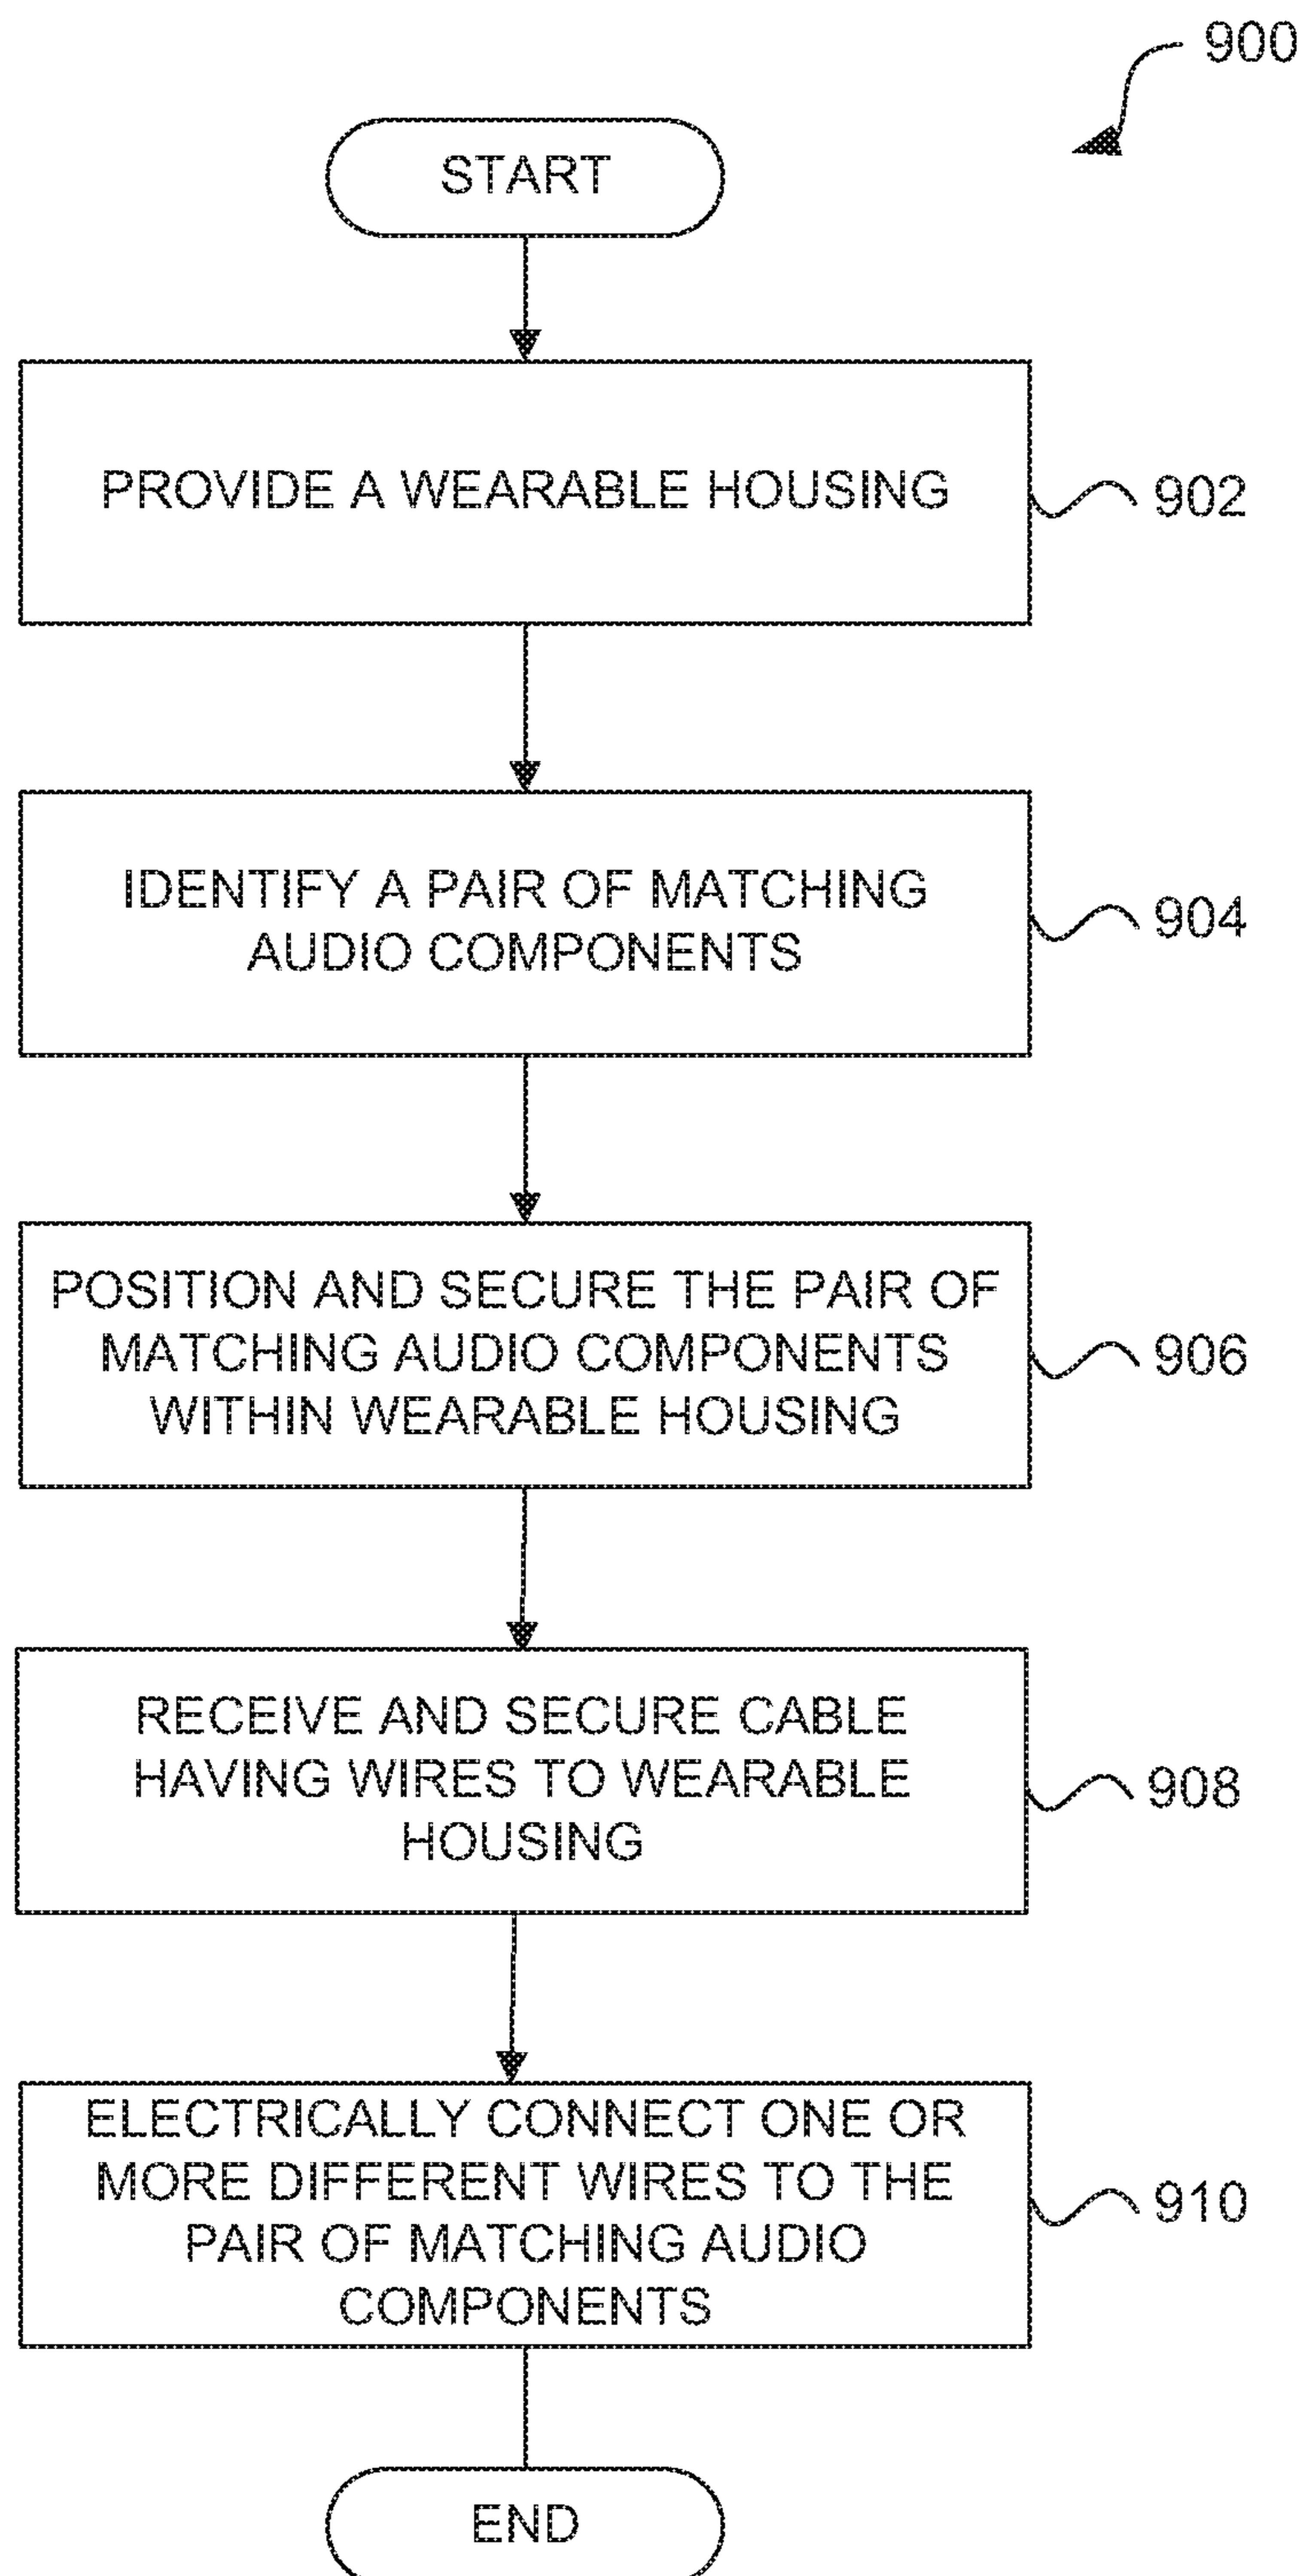 900
START
PROVIDE A WEARABLE HOUSING
902
IDENTIFY A PAIR OF MATCHING
AUDIO COMPONENTS
904
POSITION AND SECURE THE PAIR OF
MATCHING AUDIO COMPONENTS
WITHIN WEARABLE HOUSING
906
RECEIVE AND SECURE CABLE
HAVING WIRES TO WEARABLE
HOUSING
908
ELECTRICALLY CONNECT ONE OR
MORE DIFFERENT WIRES TO THE
PAIR OF MATCHING AUDIO
COMPONENTS
910
END